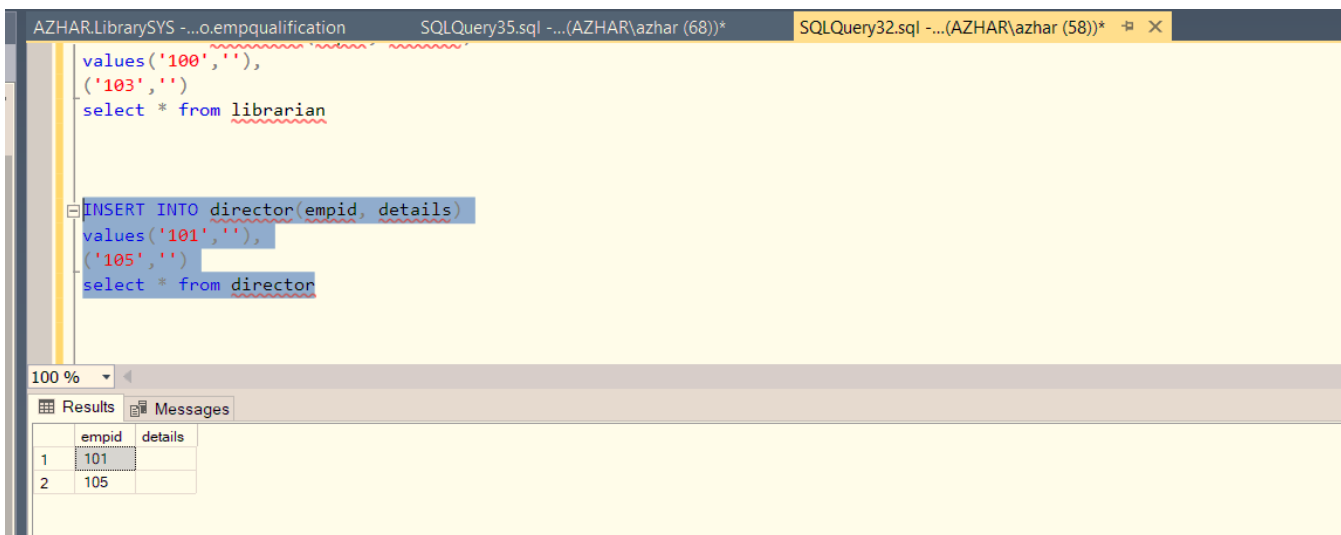 AZHAR.LibrarySYS -...o.empqualification SQLQuery35.sql -...(AZHAR\azhar (68))* SQLQuery32.sql -...(AZHAR\azhar (58))*
values('100',''),
('103','')
select * from librarian
INSERT INTO director(empid, details)
values('101',''),
('105','')
select * from director
100 %
Results Messages
empid details
1 101
2 105